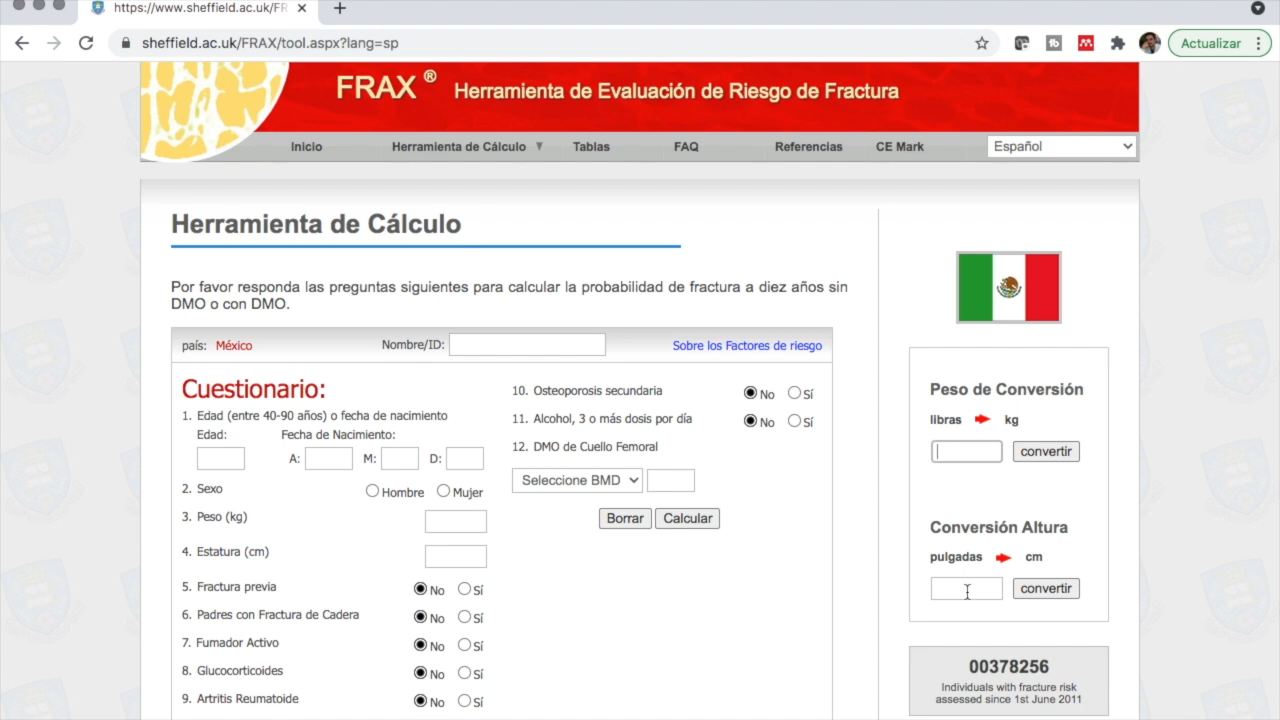 https://www.sheffield.ac.uk/FR
sheffield.ac.uk/FRAX/tool.aspx?lang=sp
Actualizar
FRAX ® Herramienta de Evaluación de Riesgo de Fractura
Inicio Herramienta de Cálculo ▼ Tablas FAQ Referencias CE Mark Español
Herramienta de Cálculo
Por favor responda las preguntas siguientes para calcular la probabilidad de fractura a diez años sin
DMO o con DMO.
país: México Nombre/ID: Sobre los Factores de riesgo
Cuestionario:
1. Edad (entre 40-90 años) o fecha de nacimiento
Edad: Fecha de Nacimiento:
A: M: D:
2. Sexo Hombre Mujer
3. Peso (kg)
4. Estatura (cm)
5. Fractura previa No Sí
6. Padres con Fractura de Cadera No Sí
7. Fumador Activo No Sí
8. Glucocorticoides No Sí
9. Artritis Reumatoide No Sí
10. Osteoporosis secundaria No Sí
11. Alcohol, 3 o más dosis por día No Sí
12. DMO de Cuello Femoral
Seleccione BMD
Borrar Calcular
Peso de Conversión
libras kg
convertir
Conversión Altura
pulgadas cm
convertir
00378256
Individuals with fracture risk
assessed since 1st June 2011